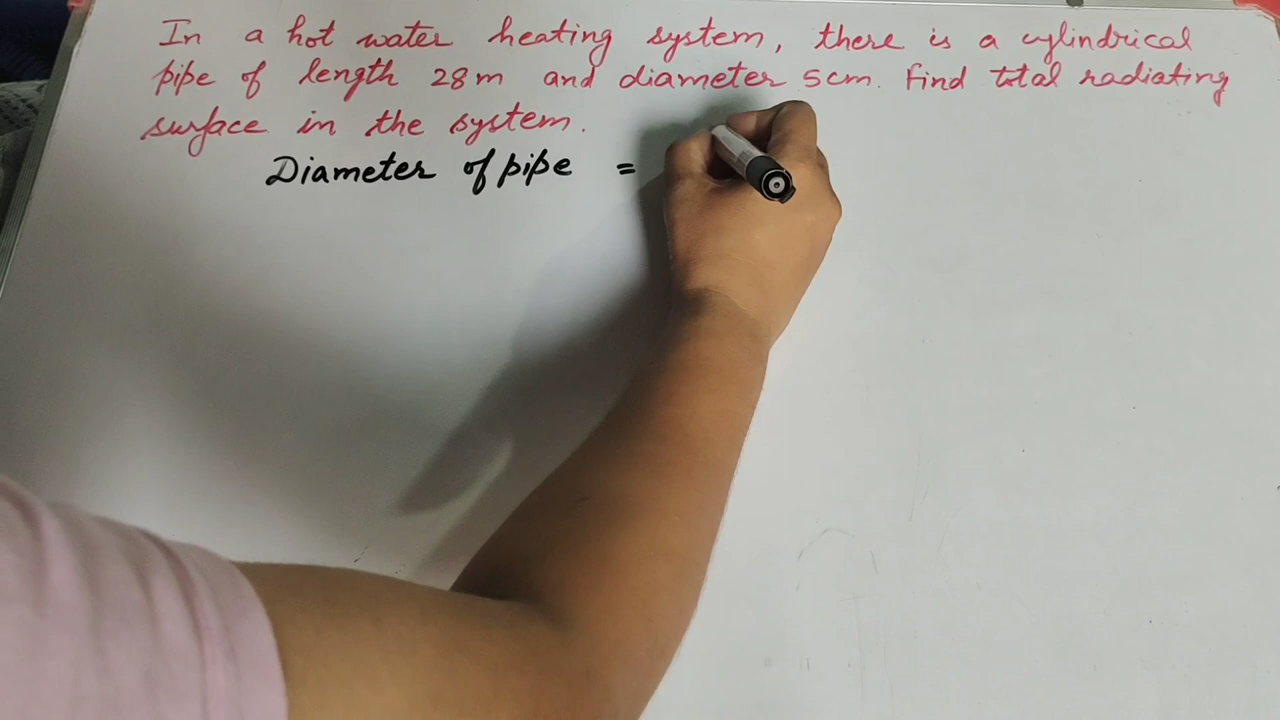 In a hot water heating system, there is a cylindrical
pipe of length 28m and diameter 5cm. Find total radiating
surface in the system.
Diameter of pipe =